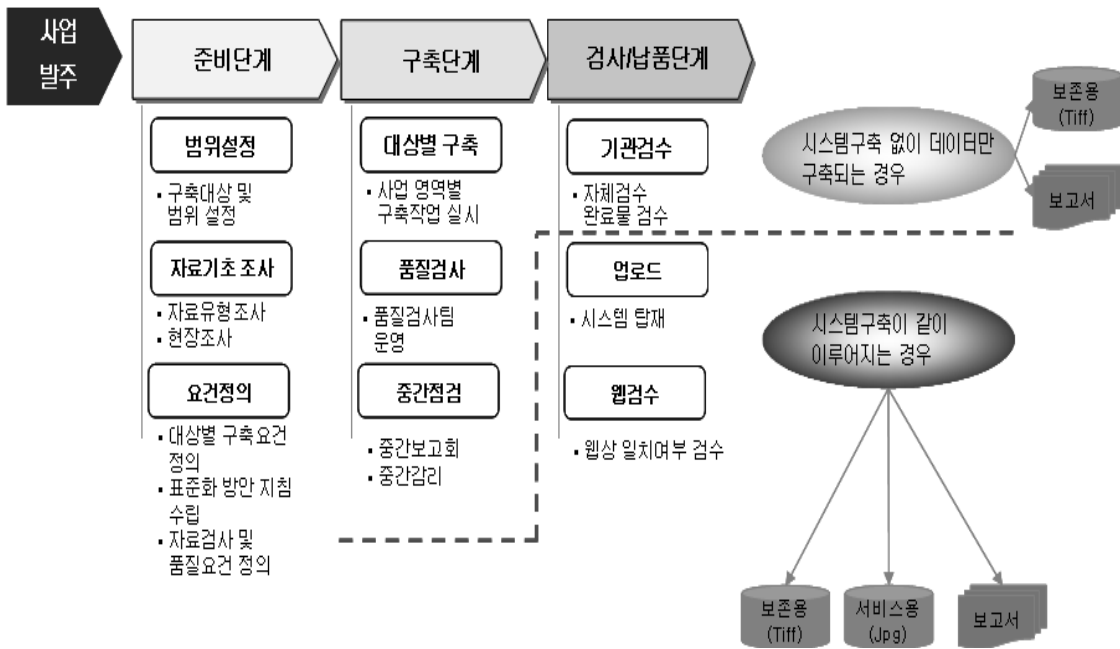 사업
발주
준비단계
구축단계
검사/납품단계
범위설정
▪ 구축대상 및
범위 설정
자료기초 조사
▪ 자료유형조사
▪ 현장조사
요건정의
▪ 대상별 구축요건
정의
▪ 표준화 방안 지침
수립
▪ 자료검사 및
품질요건 정의
대상별 구축
▪ 사업 영역별
구축작업 실시
품질검사
▪ 품질검사팀
운영
중간점검
▪ 중간보고회
▪ 중간감리
기관검수
▪ 자체검수
완료물 검수
업로드
▪ 시스템 탑재
웹검수
▪ 웹상 일치여부 검수
시스템구축 없이 데이터만
구축되는 경우
보존용
(Tiff)
보고서
시스템구축이 같이
이루어지는 경우
보존용
(Tiff)
서비스용
(Jpg)
보고서